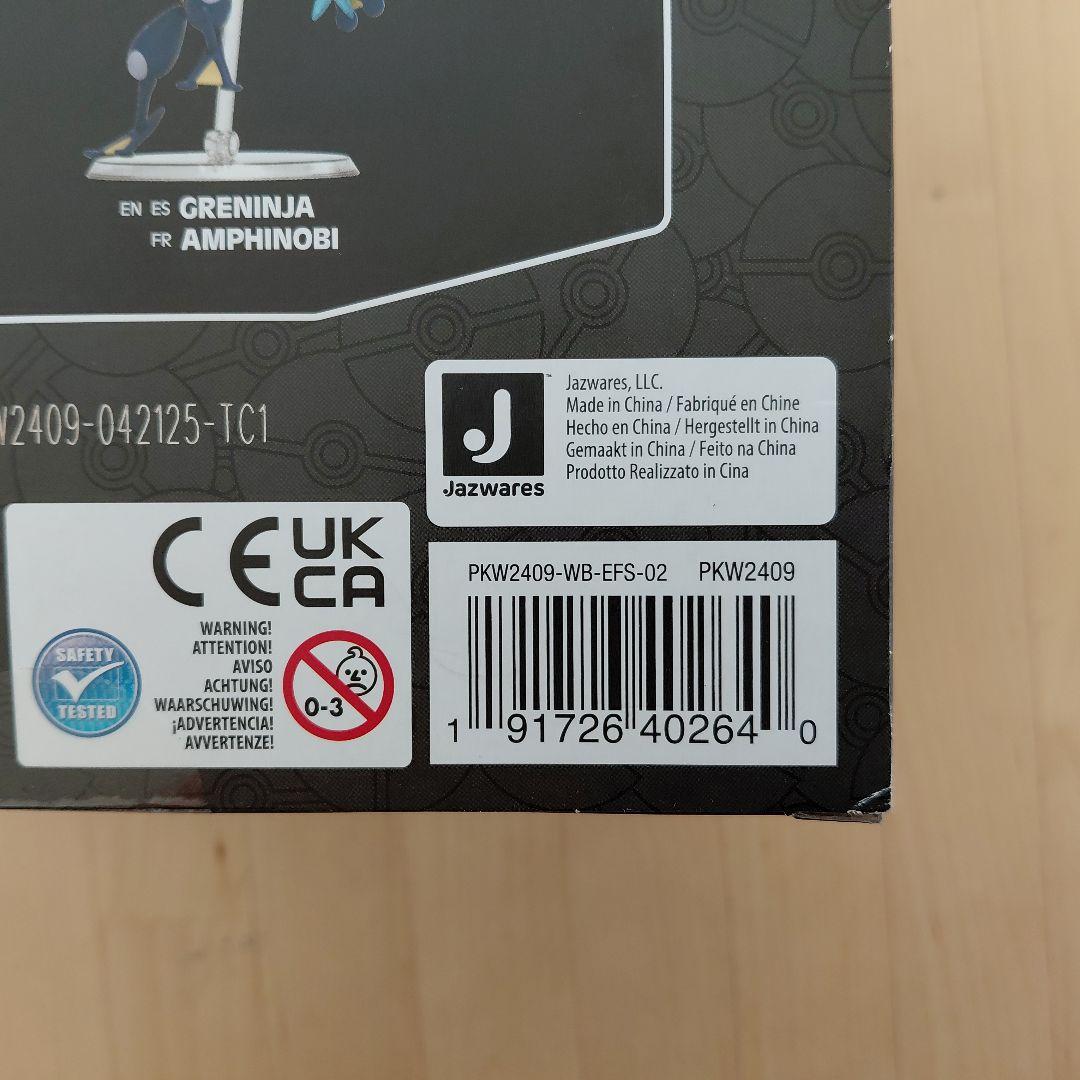 EN ES GRENINJA
FR AMPHINOBI
W2409-042125-TC1
J
™
Jazwares
Jazwares, LLC.
Made in China / Fabriqué en Chine
Hecho en China / Hergestellt in China
Gemaakt in China / Feito na China
Prodotto Realizzato in Cina
CE UK
CA
SAFETY
TESTED
WARNING!
ATTENTION!
AVISO
ACHTUNG!
WAARSCHUWING!
¡ADVERTENCIA!
AVVERTENZE!
0-3
PKW2409-WB-EFS-02 PKW2409
1 91726 40264 0